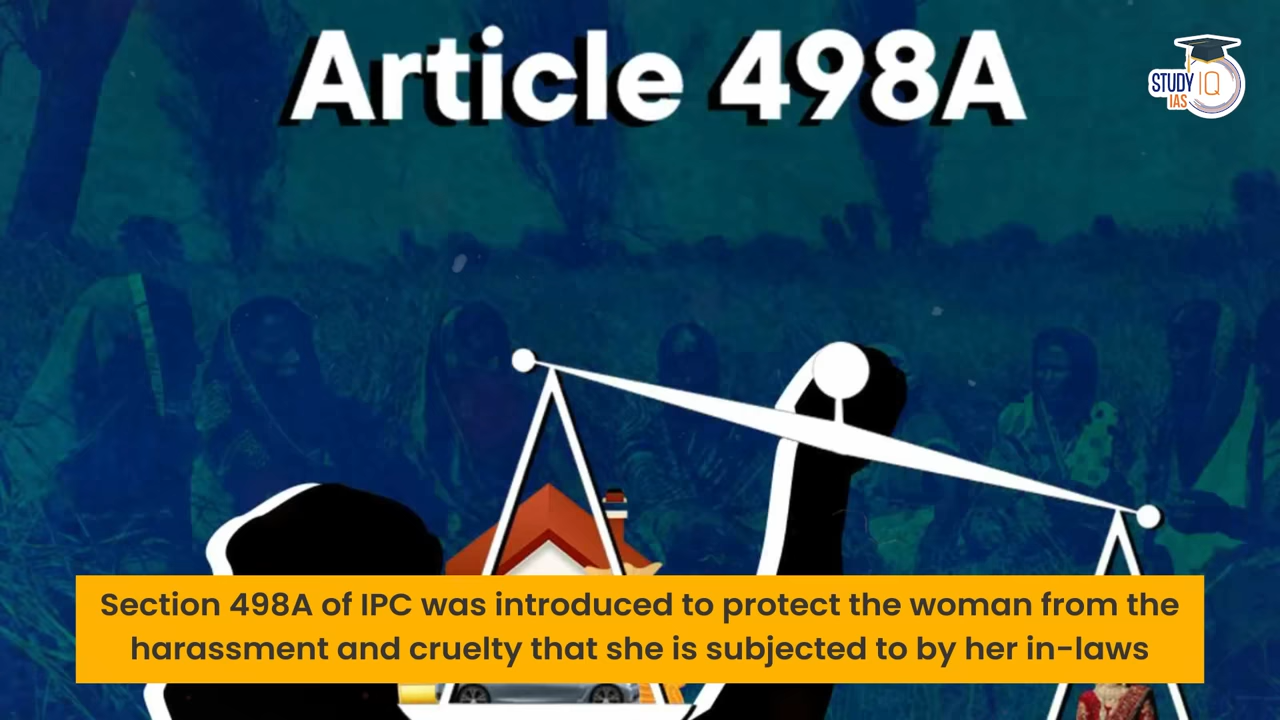 Article 498A
STUDY IQ
IAS
Section 498A of IPC was introduced to protect the woman from the
harassment and cruelty that she is subjected to by her in-laws